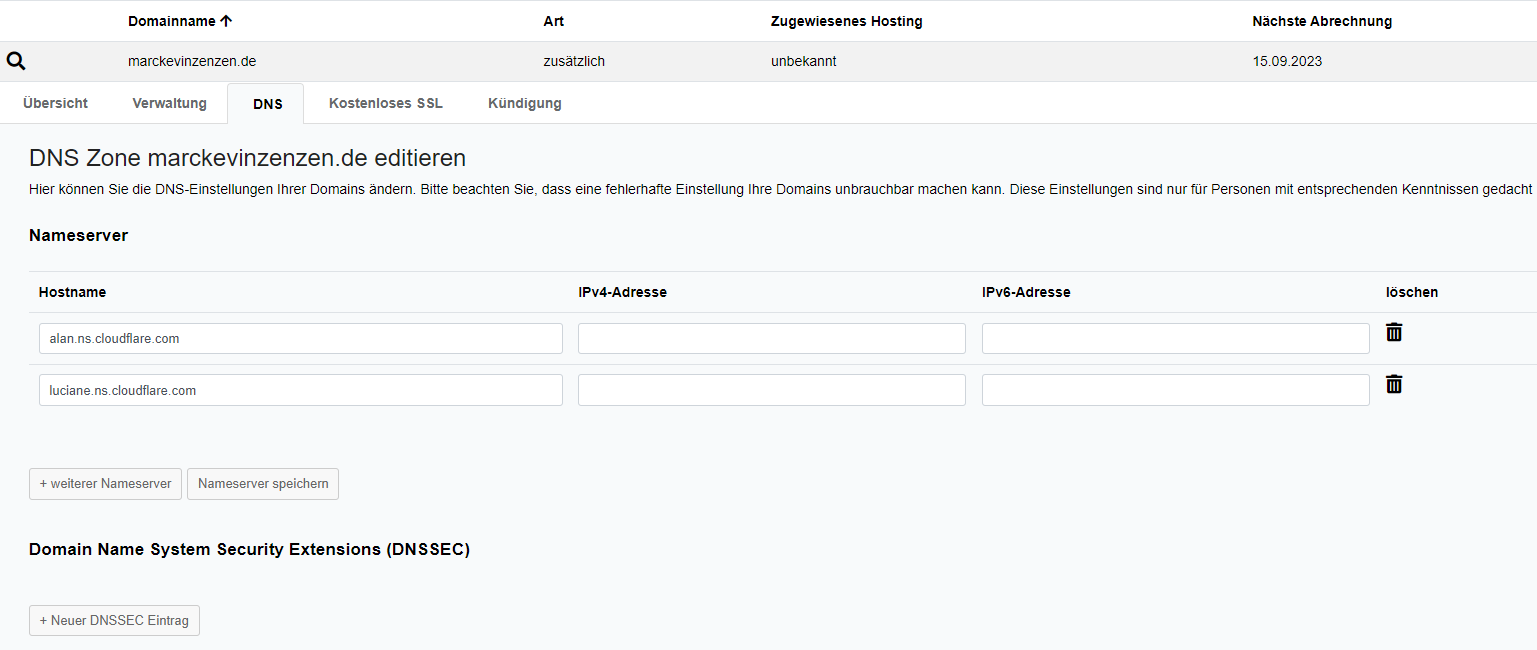 Domainname Art Zugewiesenes Hosting Nächste Abrechnung
marckevinzenzen.de zusätzlich unbekannt 15.09.2023
Übersicht Verwaltung DNS Kostenloses SSL Kündigung
DNS Zone marckevinzenzen.de editieren
Hier können Sie die DNS-Einstellungen Ihrer Domains ändern. Bitte beachten Sie, dass eine fehlerhafte Einstellung Ihre Domains unbrauchbar machen kann. Diese Einstellungen sind nur für Personen mit entsprechenden Kenntnissen gedacht
Nameserver
Hostname IPv4-Adresse IPv6-Adresse löschen
alan.ns.cloudflare.com
luciane.ns.cloudflare.com
+ weiterer Nameserver Nameserver speichern
Domain Name System Security Extensions (DNSSEC)
+ Neuer DNSSEC Eintrag